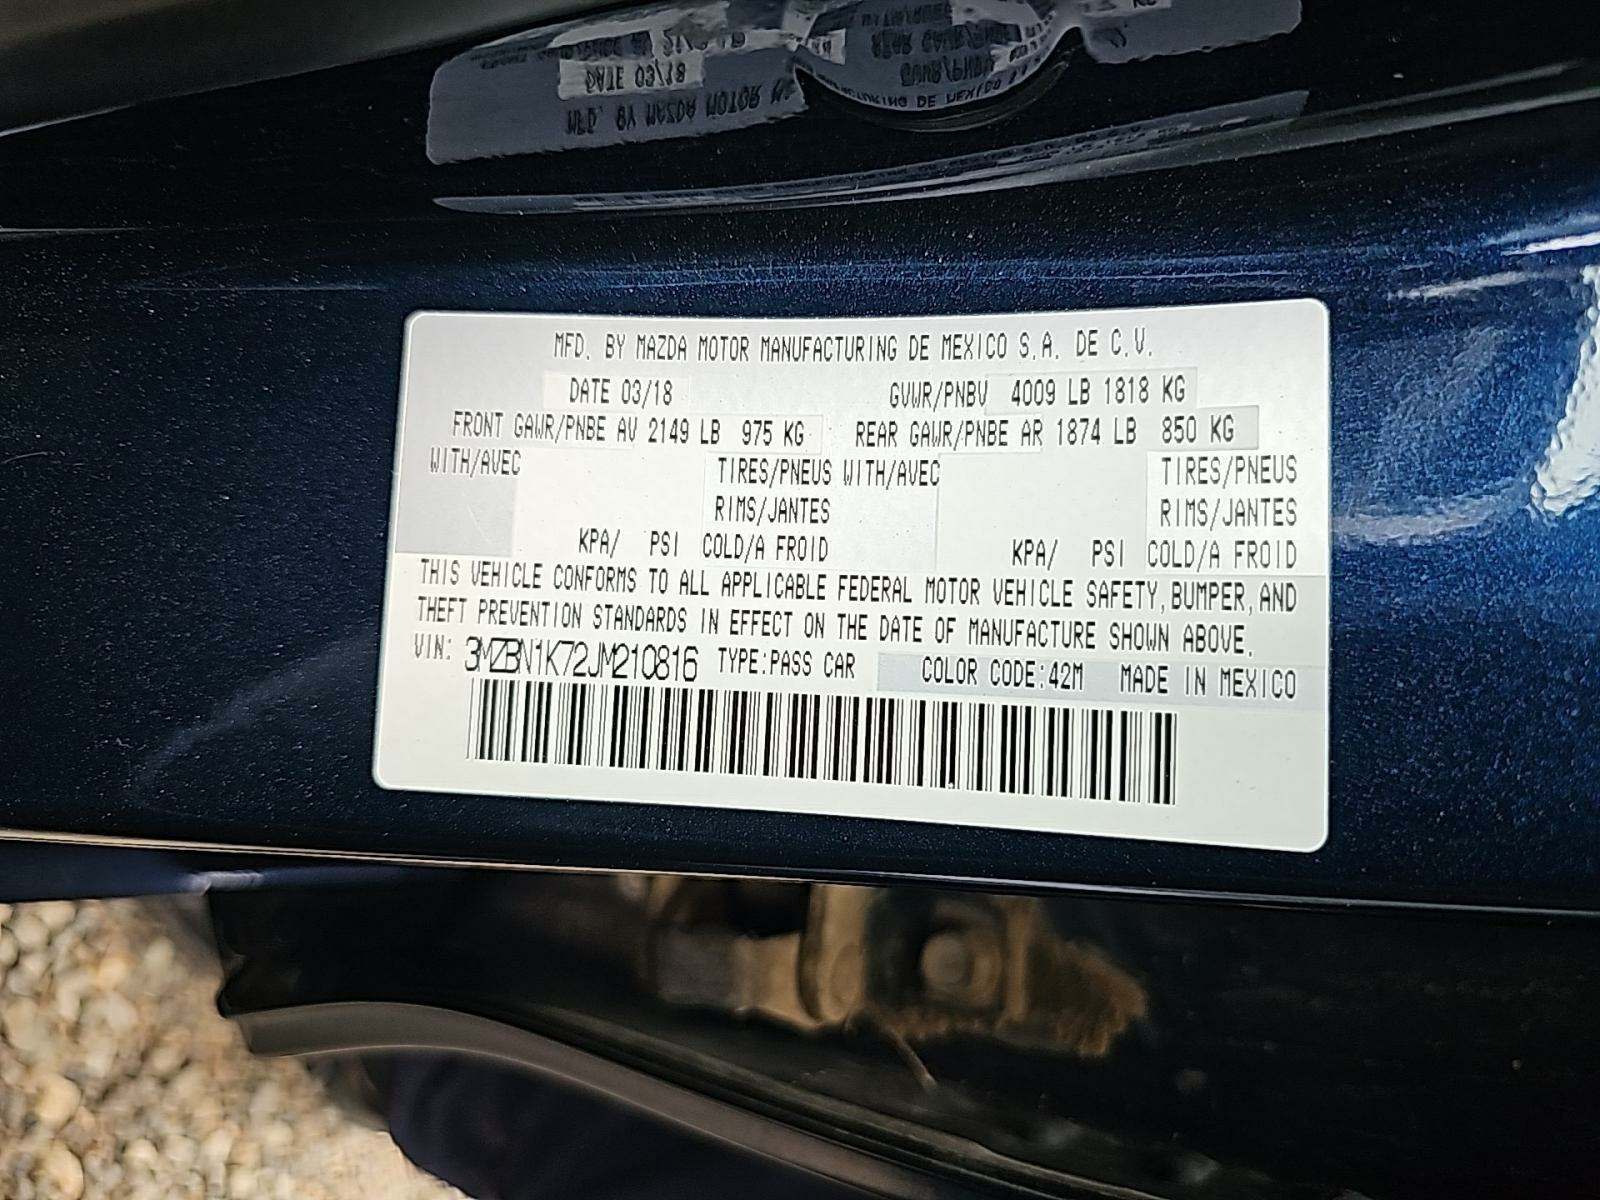 MFD. BY MAZDA MOTOR MANUFACTURING DE MEXICO S.A. DE C.V.
DATE 03/18 GVWR/PNBV 4009 LB 1818 KG
FRONT GAWR/PNBE AV 2149 LB 975 KG REAR GAWR/PNBE AR 1874 LB 850 KG
WITH/AVEC TIRES/PNEUS WITH/AVEC TIRES/PNEUS
RIMS/JANTES RIMS/JANTES
KPA/ PSI COLD/A FROID KPA/ PSI COLD/A FROID
THIS VEHICLE CONFORMS TO ALL APPLICABLE FEDERAL MOTOR VEHICLE SAFETY, BUMPER, AND
THEFT PREVENTION STANDARDS IN EFFECT ON THE DATE OF MANUFACTURE SHOWN ABOVE.
VIN: 3MZBN1K72JM210816 TYPE:PASS CAR COLOR CODE:42M MADE IN MEXICO